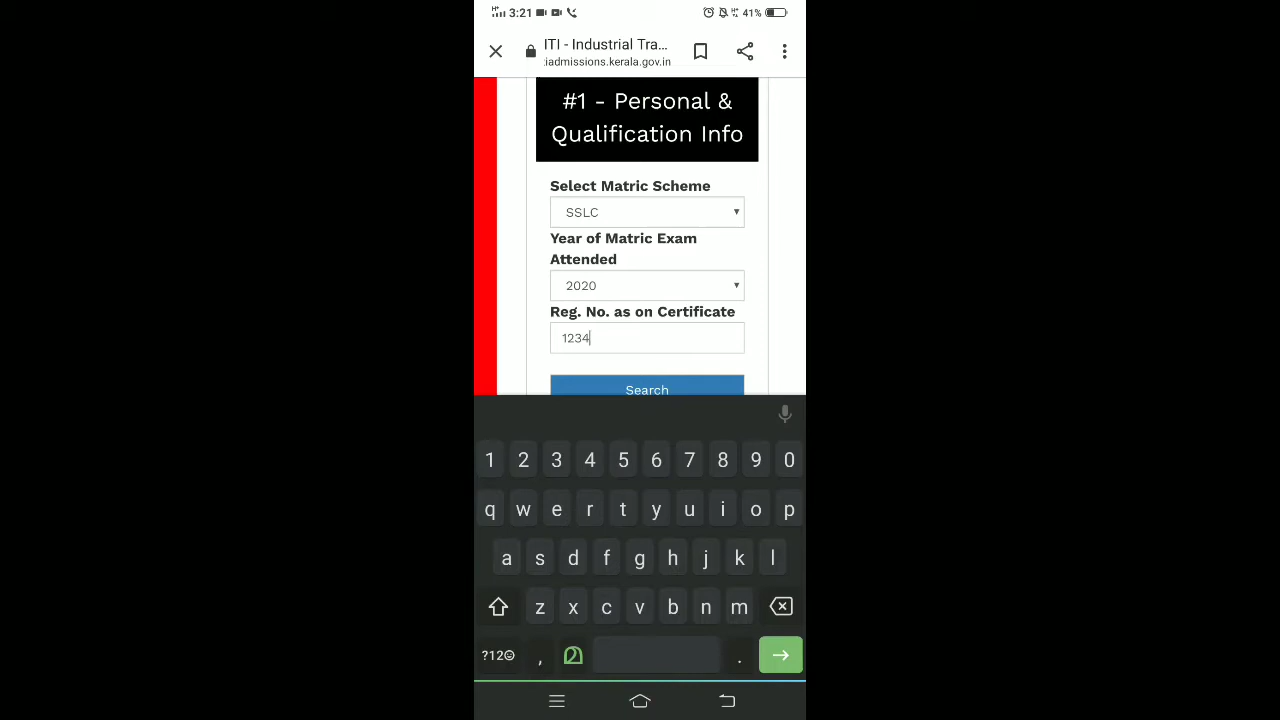 3:21 41%
ITI - Industrial Tra...
iadmissions.kerala.gov.in
#1 - Personal &
Qualification Info
Select Matric Scheme
SSLC
Year of Matric Exam
Attended
2020
Reg. No. as on Certificate
1234
Search
1 2 3 4 5 6 7 8 9 0
q w e r t y u i o p
a s d f g h j k l
z x c v b n m
?12☺ , മ .